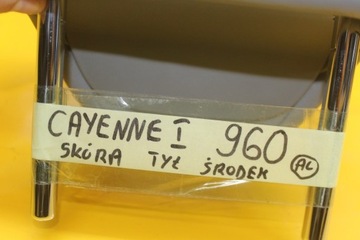 CAYENNE I 960
SKÓRA TYŁ ŚRODEK AL